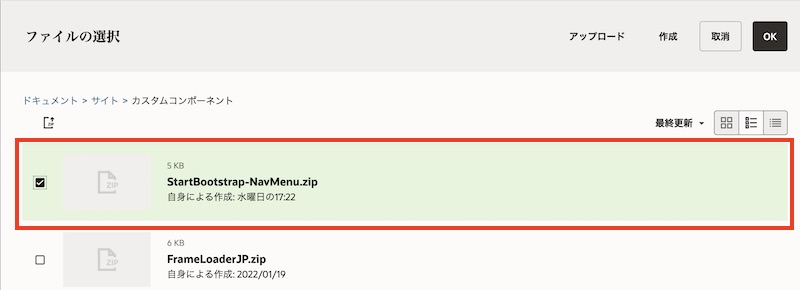 ファイルの選択
アップロード 作成 取消 OK
ドキュメント > サイト > カスタムコンポーネント
ZIP
最終更新
5 KB
ZIP
StartBootstrap-NavMenu.zip
自身による作成: 水曜日の17:22
6 KB
ZIP
FrameLoaderJP.zip
自身による作成: 2022/01/19